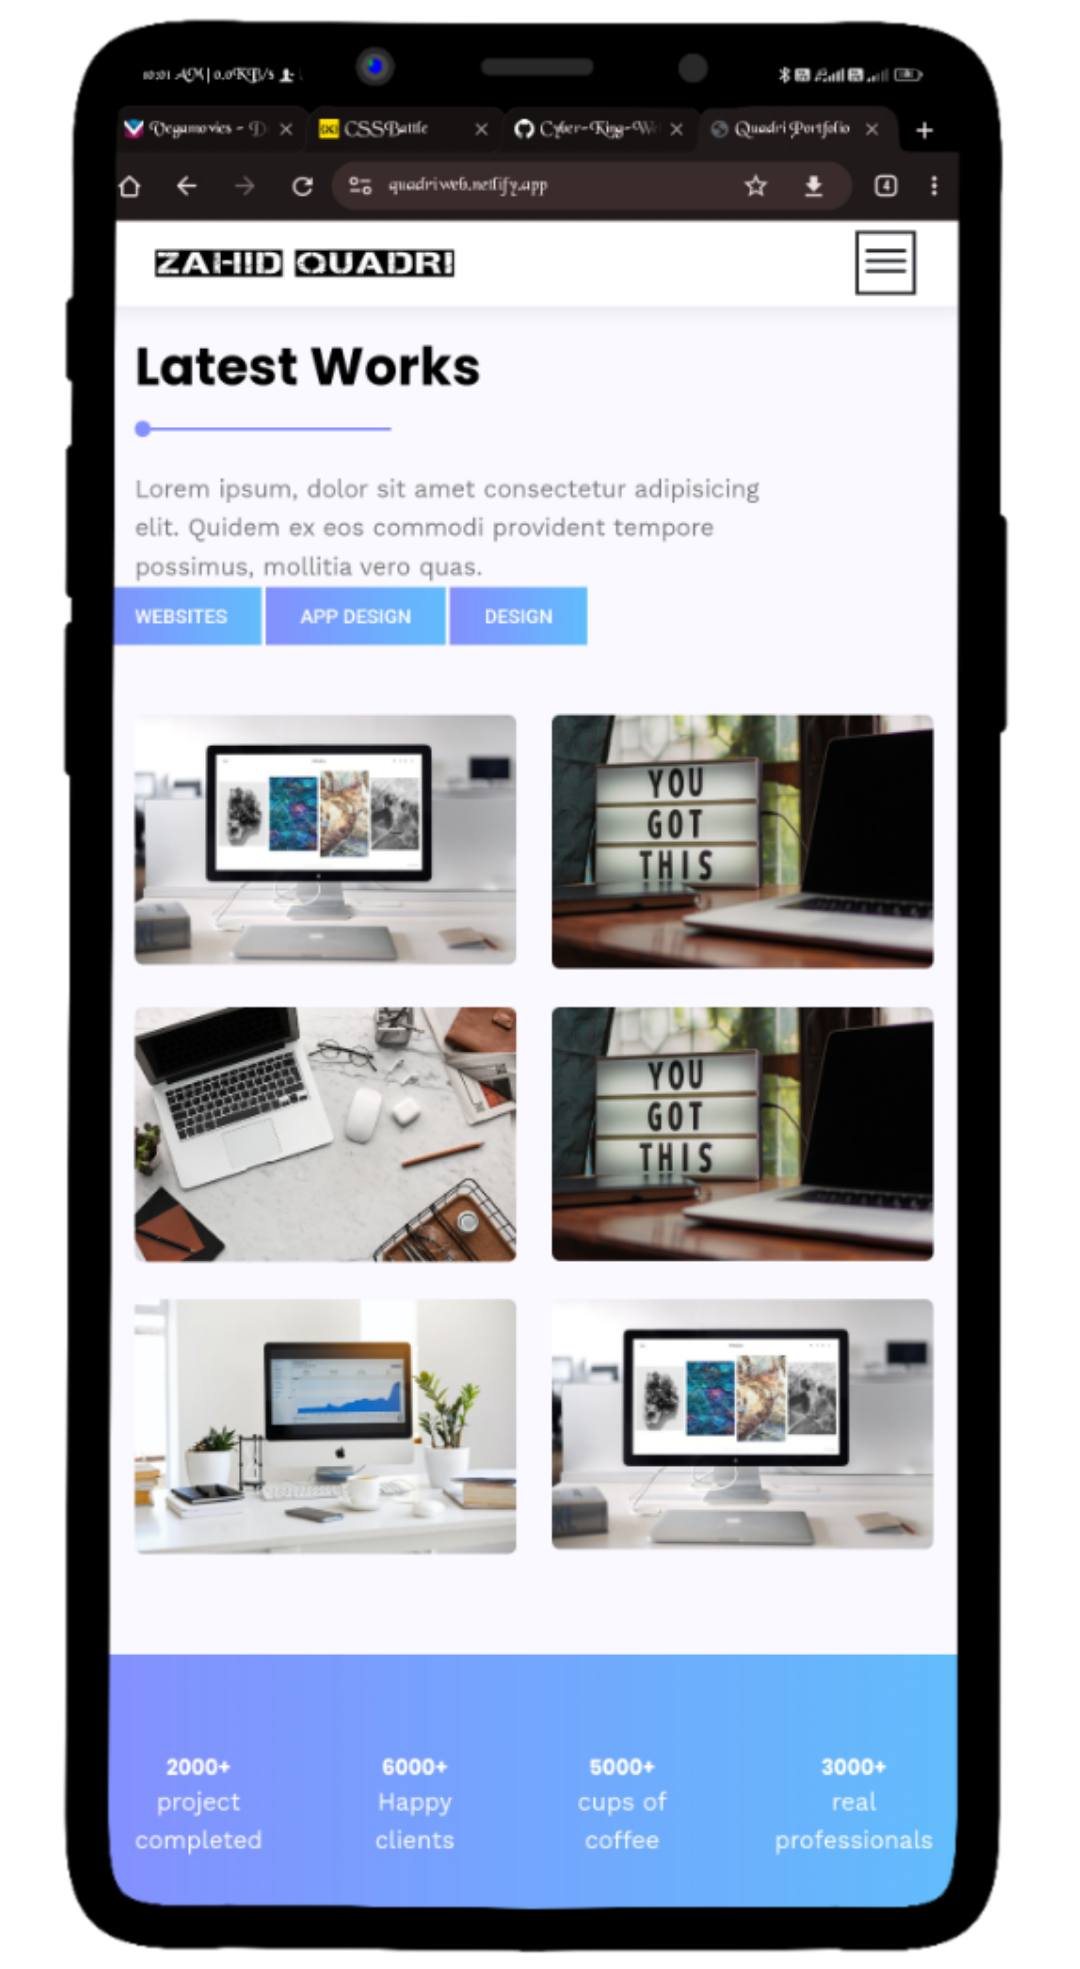 10:01 AM | 0.0KB/s
Vegamovies - D
CSSBattle
Cyber-King-We
Quadri Portfolio
quadriweb.netlify.app
4
ZAHID QUADRI
Latest Works
Lorem ipsum, dolor sit amet consectetur adipisicing
elit. Quidem ex eos commodi provident tempore
possimus, mollitia vero quas.
WEBSITES
APP DESIGN
DESIGN
YOU
GOT
THIS
YOU
GOT
THIS
2000+
project
completed
6000+
Happy
clients
5000+
cups of
coffee
3000+
real
professionals